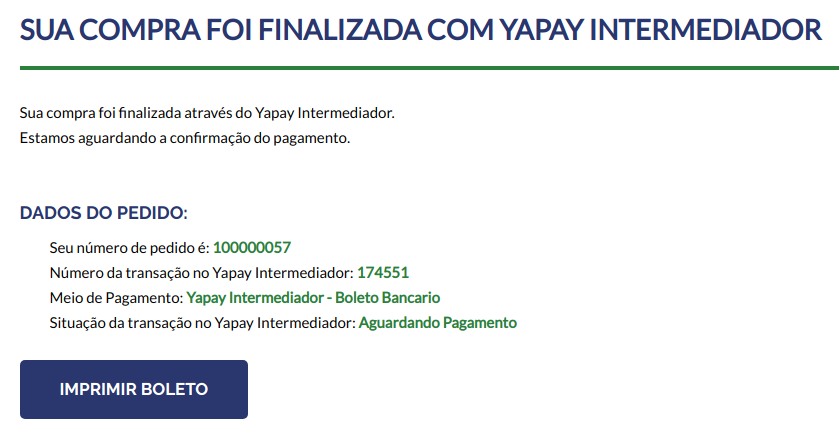 SUA COMPRA FOI FINALIZADA COM YAPAY INTERMEDIADOR
Sua compra foi finalizada através do Yapay Intermediador.
Estamos aguardando a confirmação do pagamento.
DADOS DO PEDIDO:
Seu número de pedido é: 100000057
Número da transação no Yapay Intermediador: 174551
Meio de Pagamento: Yapay Intermediador - Boleto Bancario
Situação da transação no Yapay Intermediador: Aguardando Pagamento
IMPRIMIR BOLETO